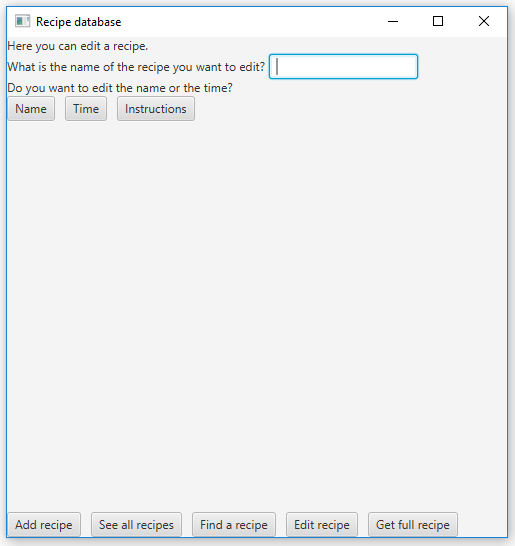 Recipe database
Here you can edit a recipe.
What is the name of the recipe you want to edit?
Do you want to edit the name or the time?
Name Time Instructions
Add recipe See all recipes Find a recipe Edit recipe Get full recipe